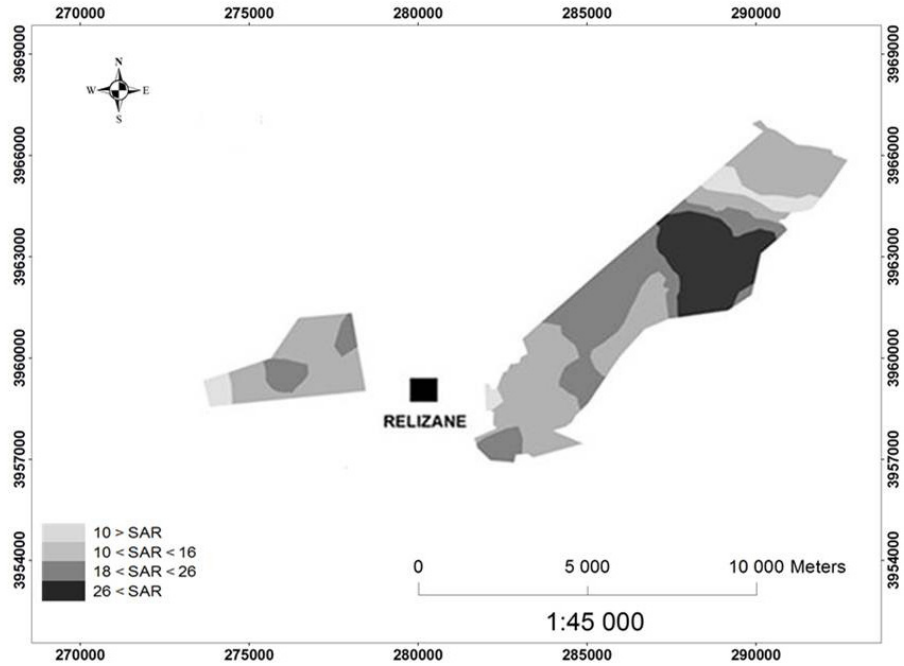 270000 275000 280000 285000 290000
3969000 3969000
N
W E
S
3966000 3966000
3963000 3963000
3960000 3960000
RELIZANE
3957000 3957000
10 > SAR
10 < SAR < 16
18 < SAR < 26
26 < SAR
3954000 3954000
0 5 000 10 000 Meters
1:45 000
270000 275000 280000 285000 290000